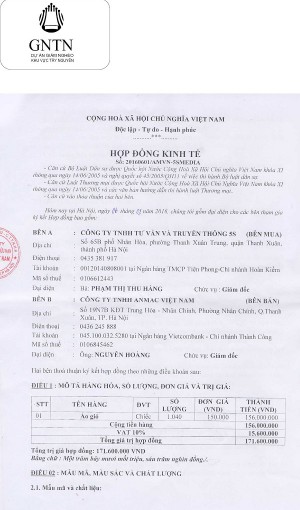 GNTN
DỰ ÁN GIẢM NGHÈO
KHU VỰC TÂY NGUYÊN
CỘNG HOÀ XÃ HỘI CHỦ NGHĨA VIỆT NAM
Độc lập - Tự do - Hạnh phúc
HỢP ĐỒNG KINH TẾ
Số: 20160601/AMVN-5SMEDIA
- Căn cứ Bộ Luật Dân sự được Quốc hội Nước Cộng Hoà Xã Hội Chủ Nghĩa Việt Nam khóa XI
tháng qua ngày 14/06/2005 và nghị quyết số 45/2005/QH11 về việc thi hành Bộ luật dân sự.
- Căn cứ Luật Thương mại được Quốc hội Nước Cộng Hòa Xã Hội Chủ Nghĩa Việt Nam khóa XI
tháng qua ngày 14/06/2005 và các văn bản hướng dẫn thi hành Luật Thương mại.
- Căn cứ vào thỏa thuận của hai bên.
Hôm nay tại Hà Nội, ngày tháng năm 2016, chúng tôi gồm đại diện cho các bên tham gia
ký kết Hợp đồng bao gồm:
BÊN A : CÔNG TY TNHH TƯ VẤN VÀ TRUYỀN THÔNG 5S (BÊN MUA)
Địa chỉ : Số 65B phố Nhân Hòa, phường Thanh Xuân Trung, quận Thanh Xuân,
thành phố Hà Nội
Điện thoại : 0435 381 917
Tài khoản : tại Ngân hàng TMCP Tiên Phong-Chi nhánh Hoàn Kiếm
Mã số thuế : 0106612443
Đại diện : Bà: PHẠM THỊ THU HẰNG Chức vụ: Giám đốc
BÊN B : CÔNG TY TNHH ANMAC VIỆT NAM (BÊN BÁN)
Địa chỉ : Số 19N7B KĐT Trung Hòa - Nhân Chính, Phường Nhân Chính, Q.Thanh
Xuân, TP. Hà Nội
Điện thoại : 0436 245 888
Tài khoản : 045.100.032.5280 tại Ngân hàng Vietcombank - Chi nhánh Thành Công
Mã số thuế : 0106845462
Đại diện : Ông: NGUYỄN HOÀNG Chức vụ: Giám đốc
Hai bên thoả thuận ký kết hợp đồng theo những điều khoản sau:
ĐIỀU 1 : MÔ TẢ HÀNG HÓA, SỐ LƯỢNG, ĐƠN GIÁ VÀ TRỊ GIÁ:
STT TÊN HÀNG ĐVT SỐ LƯỢNG ĐƠN GIÁ (VND) THÀNH TIỀN (VND)
01 Áo gió Chiếc 1.040 150.000 156.000.000
Cộng tiền hàng 156.000.000
VAT 10% 15.600.000
Tổng giá trị hợp đồng 171.600.000
Tổng trị giá hợp đồng: 171.600.000 VND
Bằng chữ : Một trăm bảy mươi mốt triệu, sáu trăm nghìn đồng./.
ĐIỀU 02 : MẪU MÃ, MÀU SẮC VÀ CHẤT LƯỢNG
2.1. Mẫu mã và chất liệu: